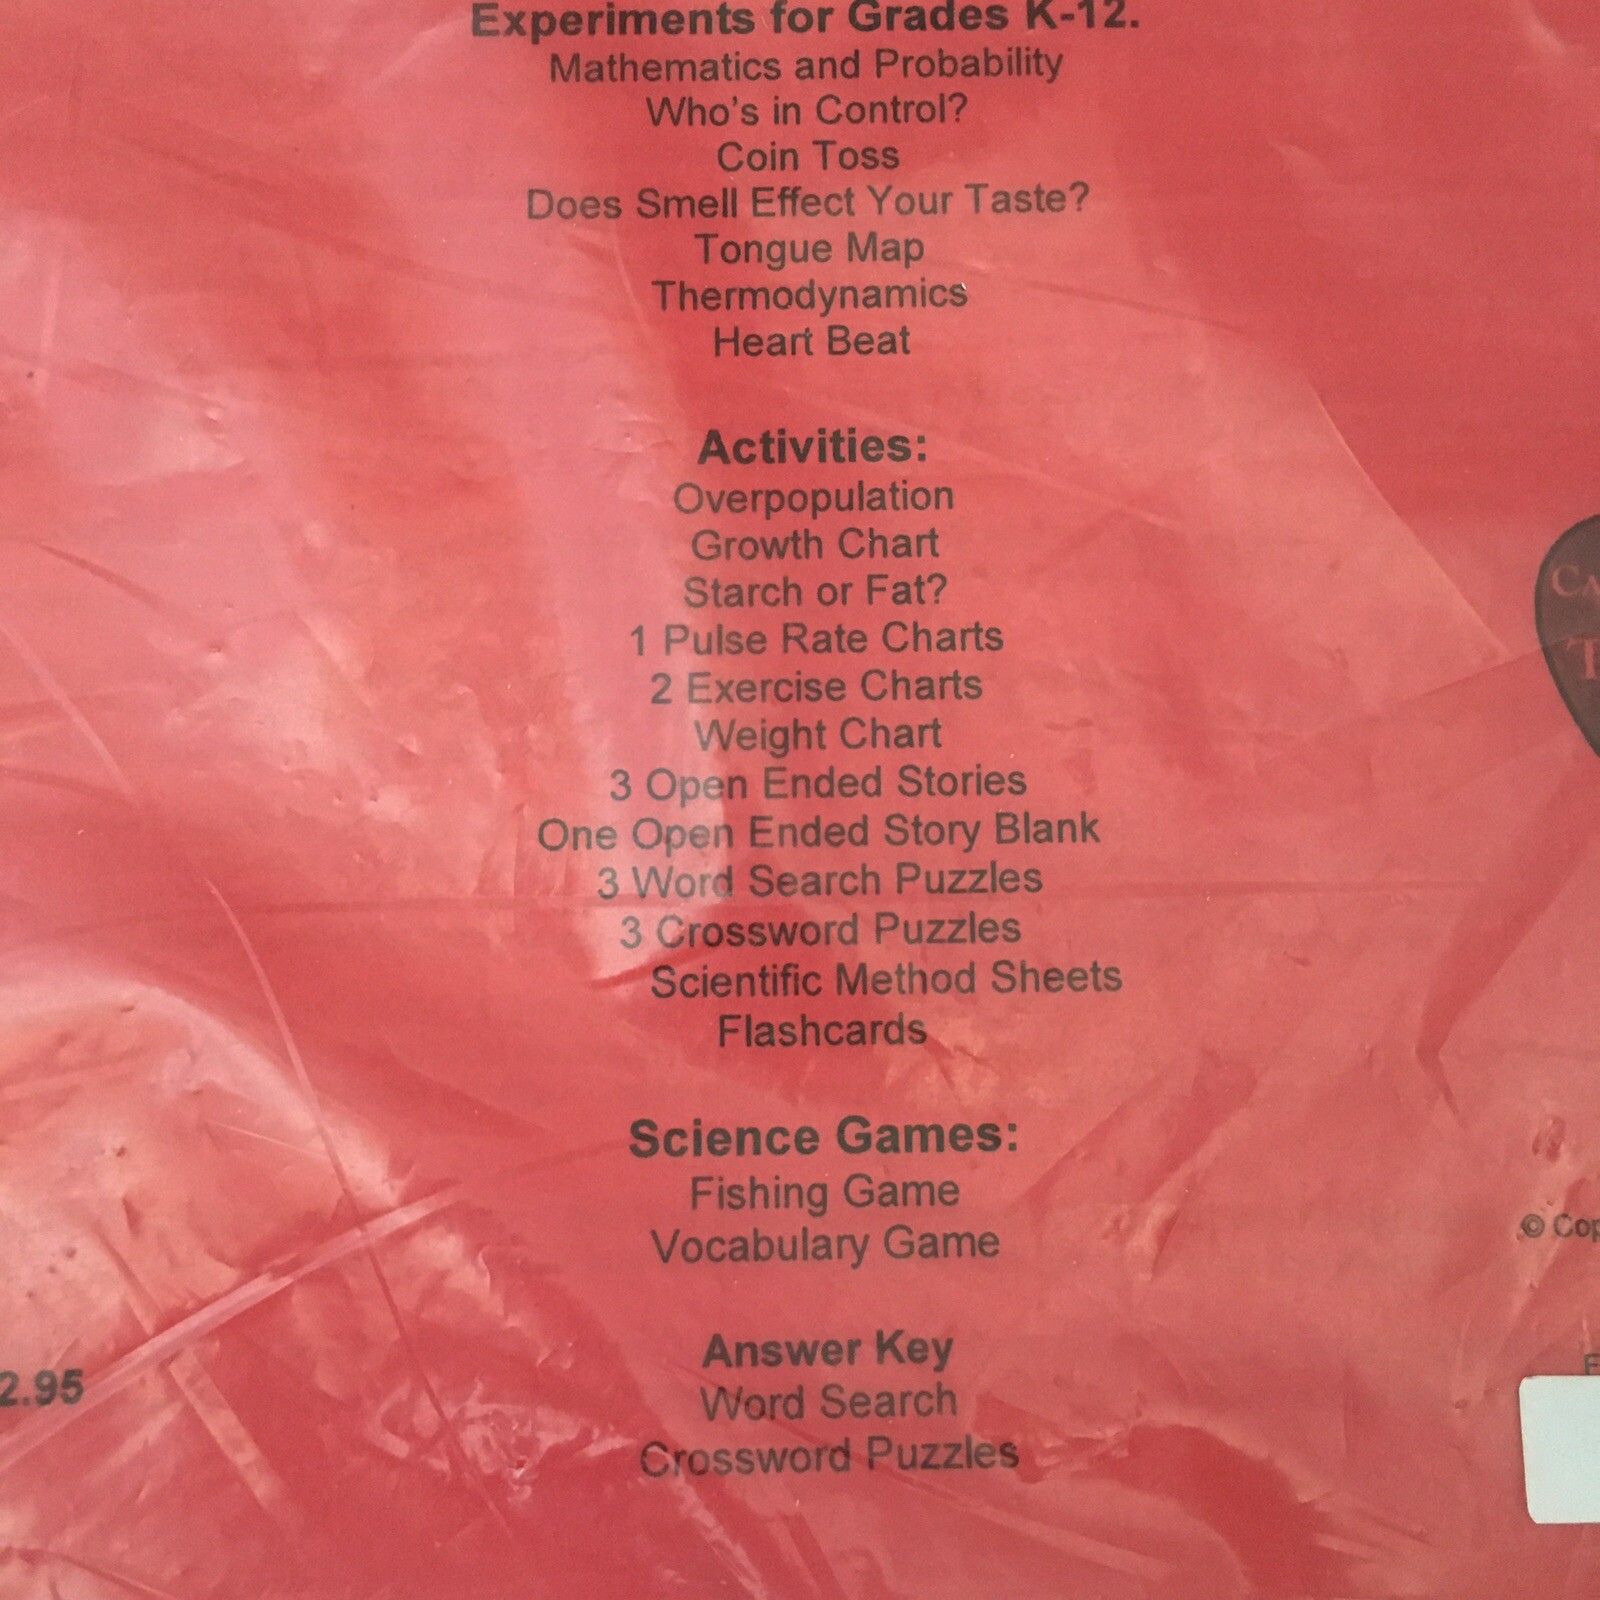 Experiments for Grades K-12.
Mathematics and Probability
Who's in Control?
Coin Toss
Does Smell Effect Your Taste?
Tongue Map
Thermodynamics
Heart Beat
Activities:
Overpopulation
Growth Chart
Starch or Fat?
1 Pulse Rate Charts
2 Exercise Charts
Weight Chart
3 Open Ended Stories
One Open Ended Story Blank
3 Word Search Puzzles
3 Crossword Puzzles
Scientific Method Sheets
Flashcards
Science Games:
Fishing Game
Vocabulary Game
Answer Key
Word Search
Crossword Puzzles
2.95
© Cop